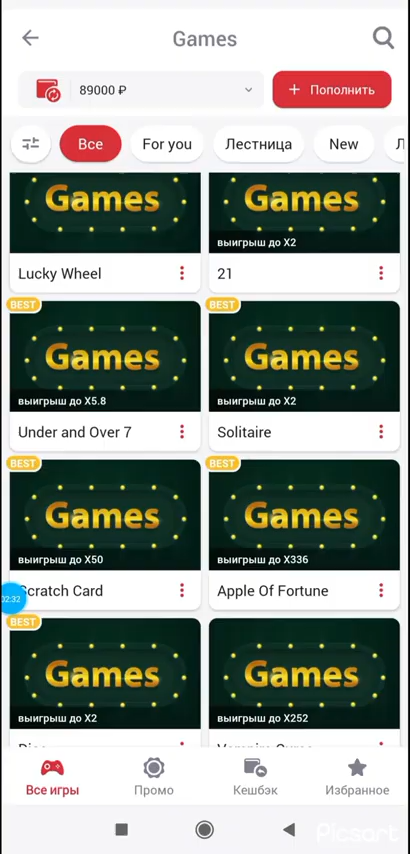 Games
89000 ₽
+ Пополнить
Все
For you
Лестница
New
Games
Games
выигрыш до X2
Lucky Wheel
21
BEST
BEST
Games
Games
выигрыш до X5.8
выигрыш до X2
Under and Over 7
Solitaire
BEST
BEST
Games
Games
выигрыш до X50
выигрыш до X336
Scratch Card
Apple Of Fortune
02:32
BEST
Games
Games
выигрыш до X2
выигрыш до X252
Все игры
Промо
Кешбэк
Избранное
Picsart